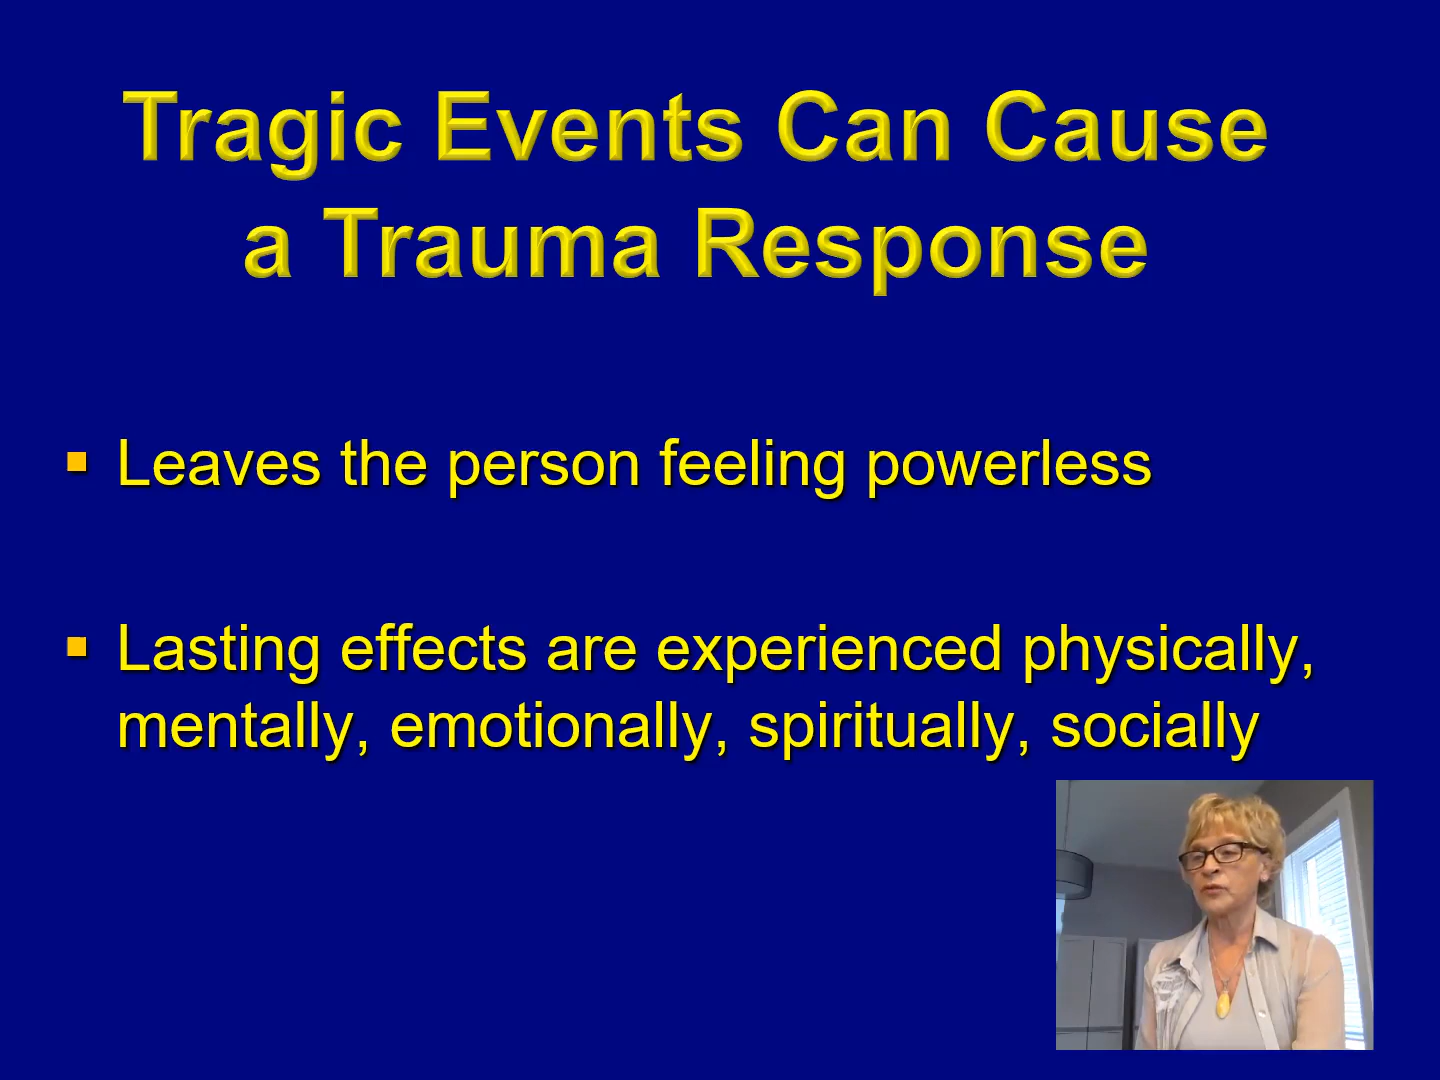 Tragic Events Can Cause
a Trauma Response
Leaves the person feeling powerless
Lasting effects are experienced physically,
mentally, emotionally, spiritually, socially